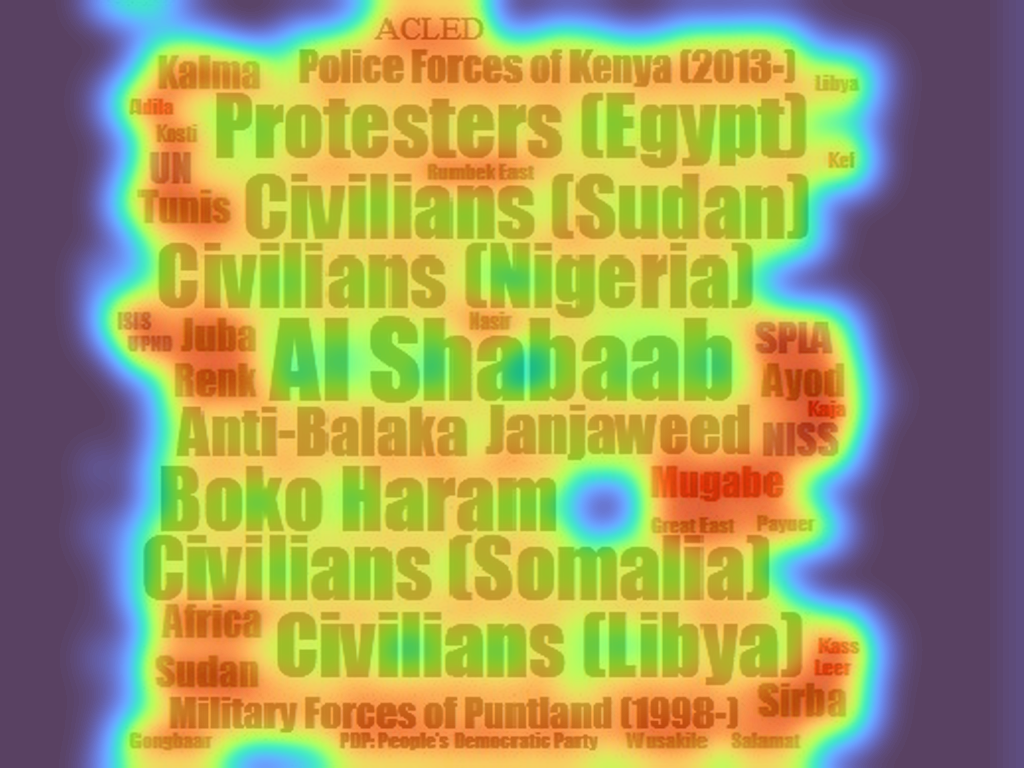 ACLED
Kalma Police Forces of Kenya (2013-) Libya
Adila Protesters (Egypt)
Kosti
UN Rumbek East Kef
Tunis Civilians (Sudan)
Civilians (Nigeria)
ISIS Juba Nasir SPLA
UPND Al Shabaab
Renk Ayod
Kaja
Anti-Balaka Janjaweed NISS
Boko Haram Mugabe
Great East Payuer
Civilians (Somalia)
Africa Civilians (Libya) Kass
Sudan Leer
Military Forces of Puntland (1998-) Sirba
Gongbaar PDP: People's Democratic Party Wusakile Salamat